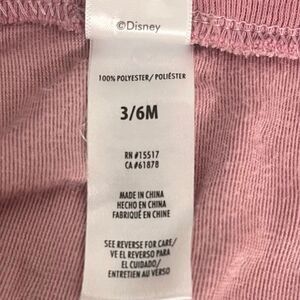 ©Disney
100% POLYESTER/ POLIÉSTER
3/6M
RN #15517
CA #61878
MADE IN CHINA
HECHO EN CHINA
FABRIQUÉ EN CHINE
SEE REVERSE FOR CARE/
VE EL REVERSO PARA
EL CUIDADO/
ENTRETIEN AU VERSO